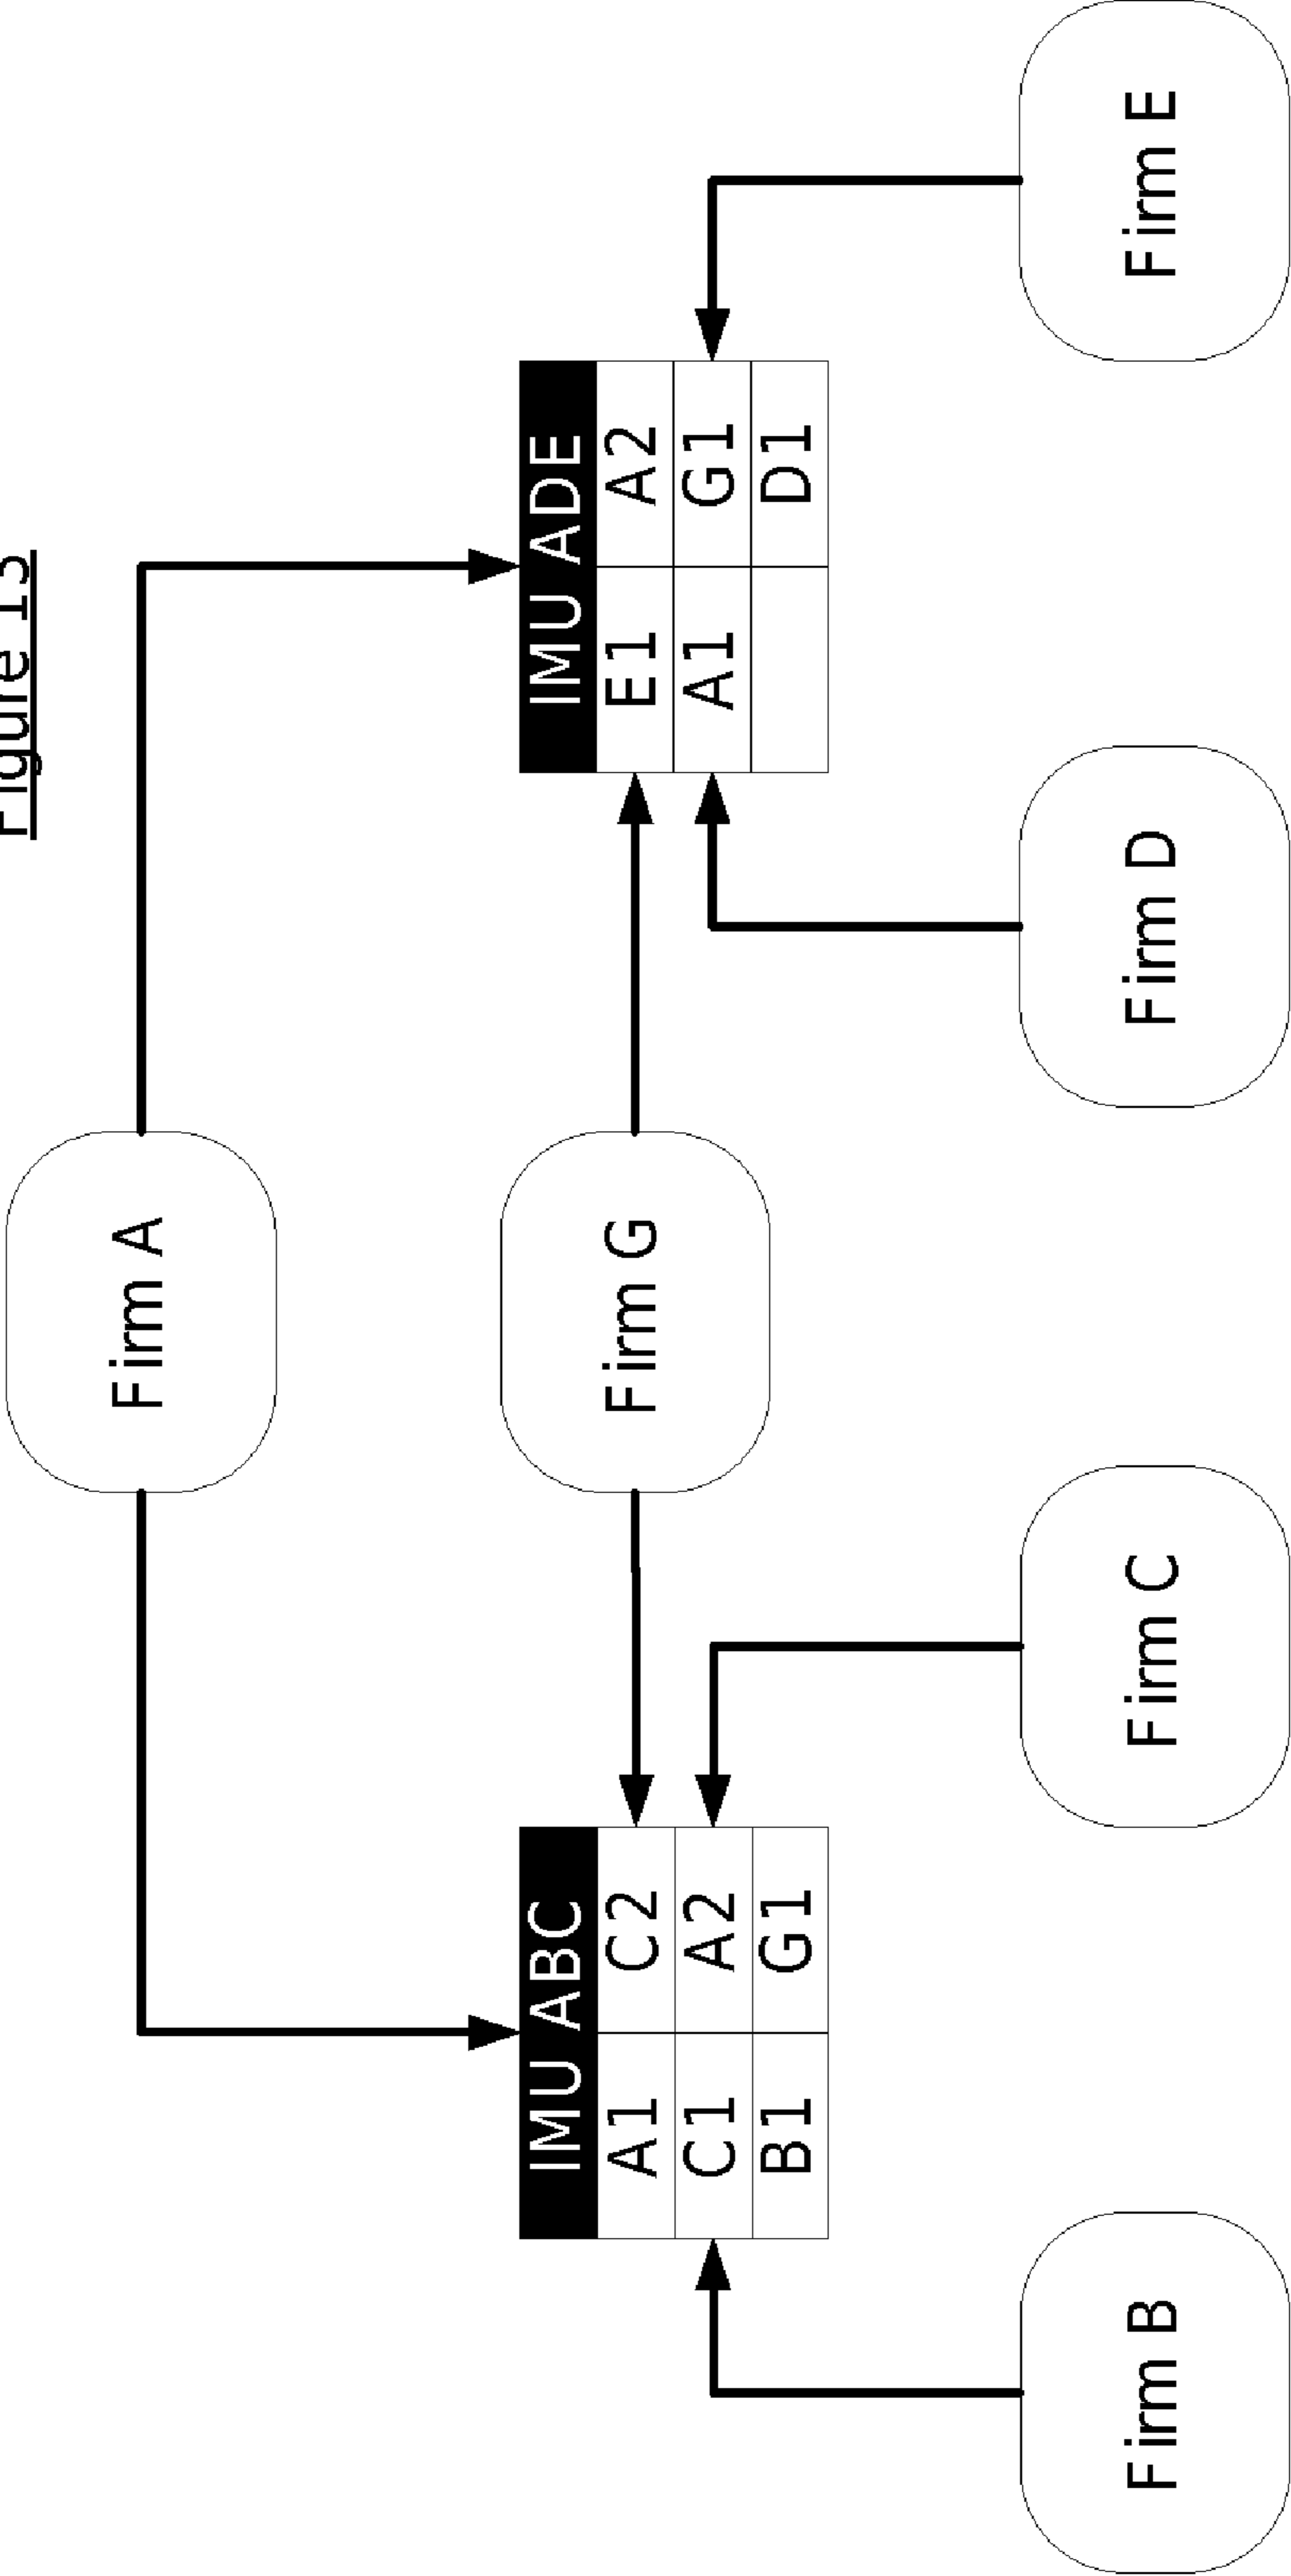 Figure
Firm A
IMU ABC
A1 C2
C1 A2
B1 G1
Firm G
IMU ADE
E1 A2
A1 G1
D1
Firm B
Firm C
Firm D
Firm E